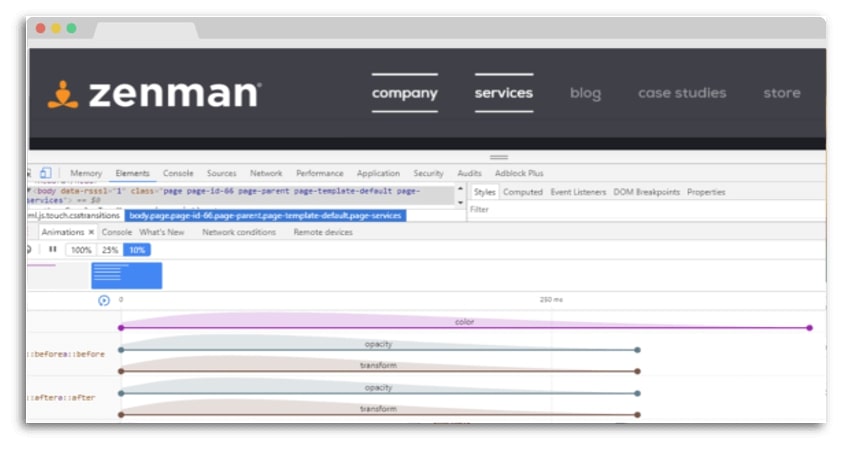 zenman®
company services blog case studies store
Memory Elements Console Sources Network Performance Application Security Audits Adblock Plus
<body data-rsssl="1" class="page page-id-66 page-parent page-template-default page-
services"> == $0
Styles Computed Event Listeners DOM Breakpoints Properties
Filter
ml.js.touch.csstransitions body.page.page-id-66.page-parent.page-template-default.page-services
Animations × Console What's New Network conditions Remote devices
100% 25% 10%
0 250 ms
color
opacity
::beforea::before
transform
opacity
::aftera::after
transform